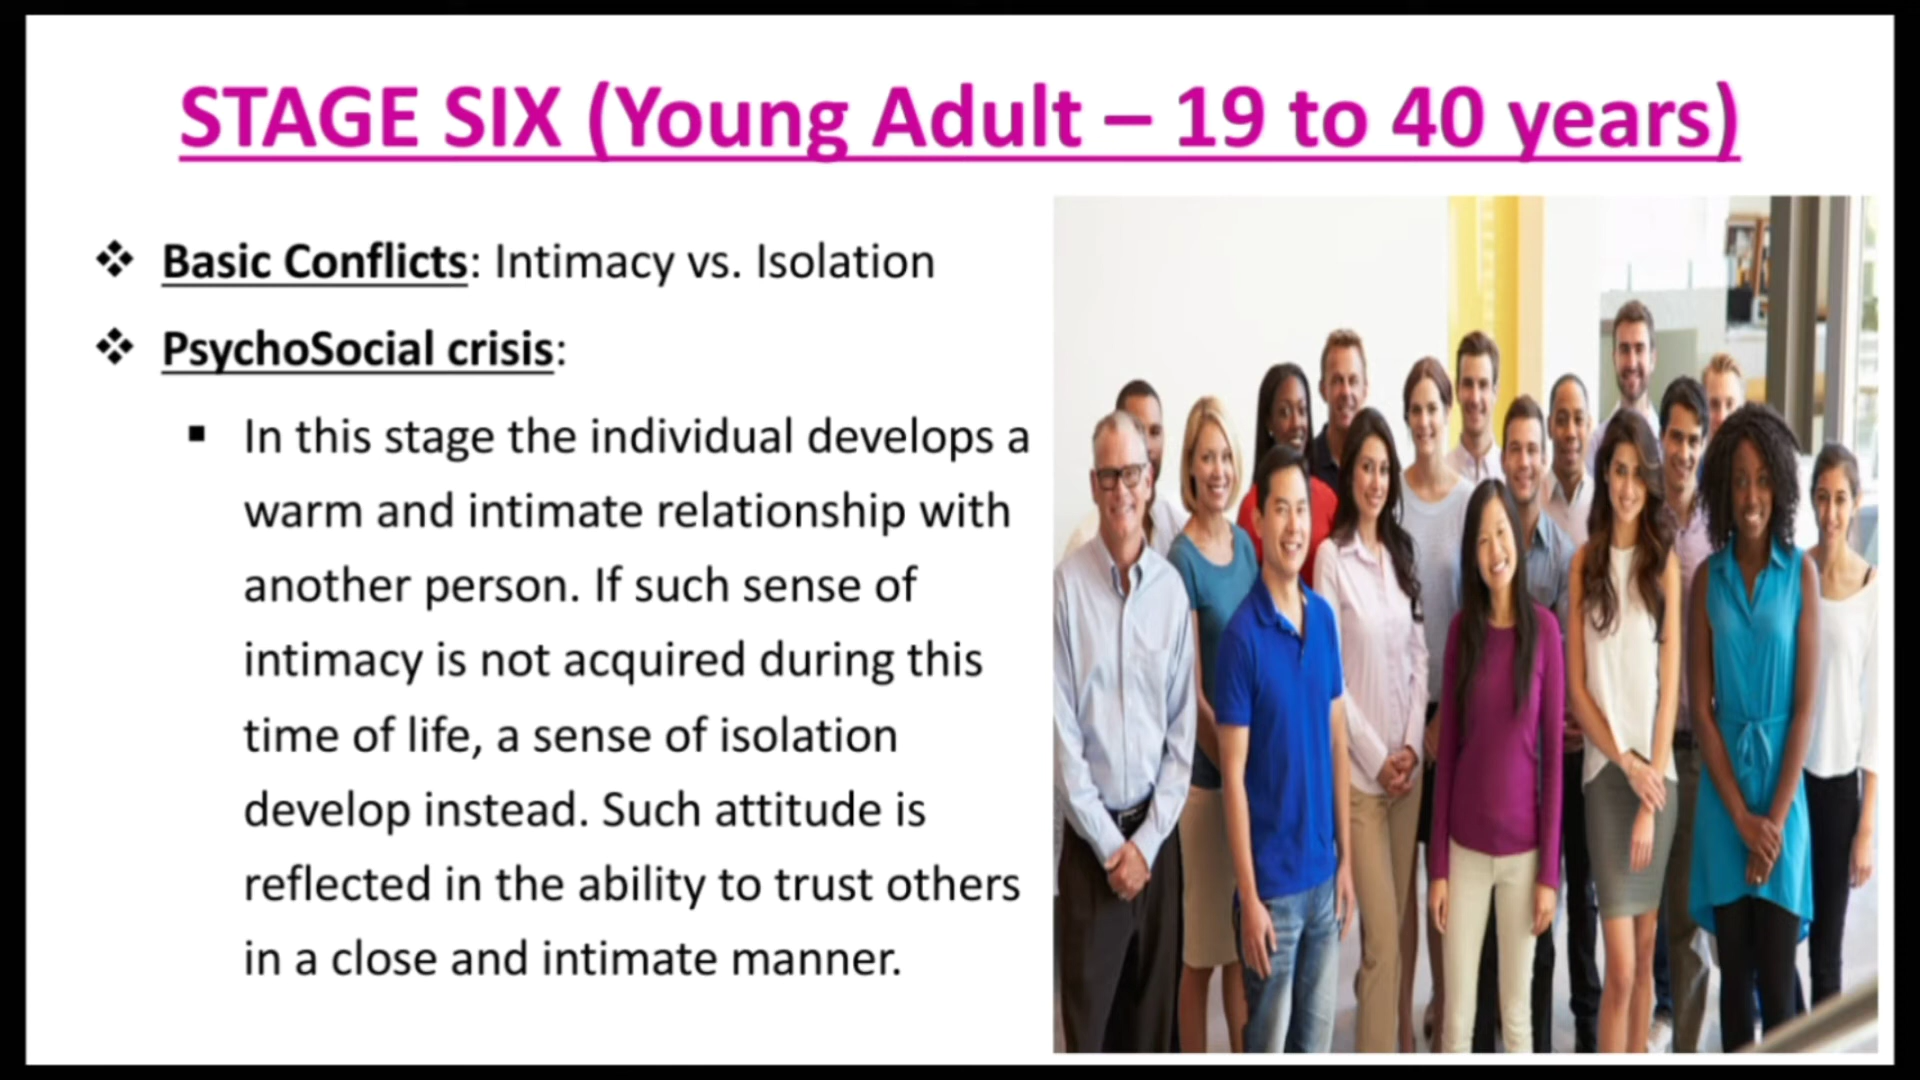 STAGE SIX (Young Adult – 19 to 40 years)
❖ Basic Conflicts: Intimacy vs. Isolation
❖ PsychoSocial crisis:
▪ In this stage the individual develops a
warm and intimate relationship with
another person. If such sense of
intimacy is not acquired during this
time of life, a sense of isolation
develop instead. Such attitude is
reflected in the ability to trust others
in a close and intimate manner.